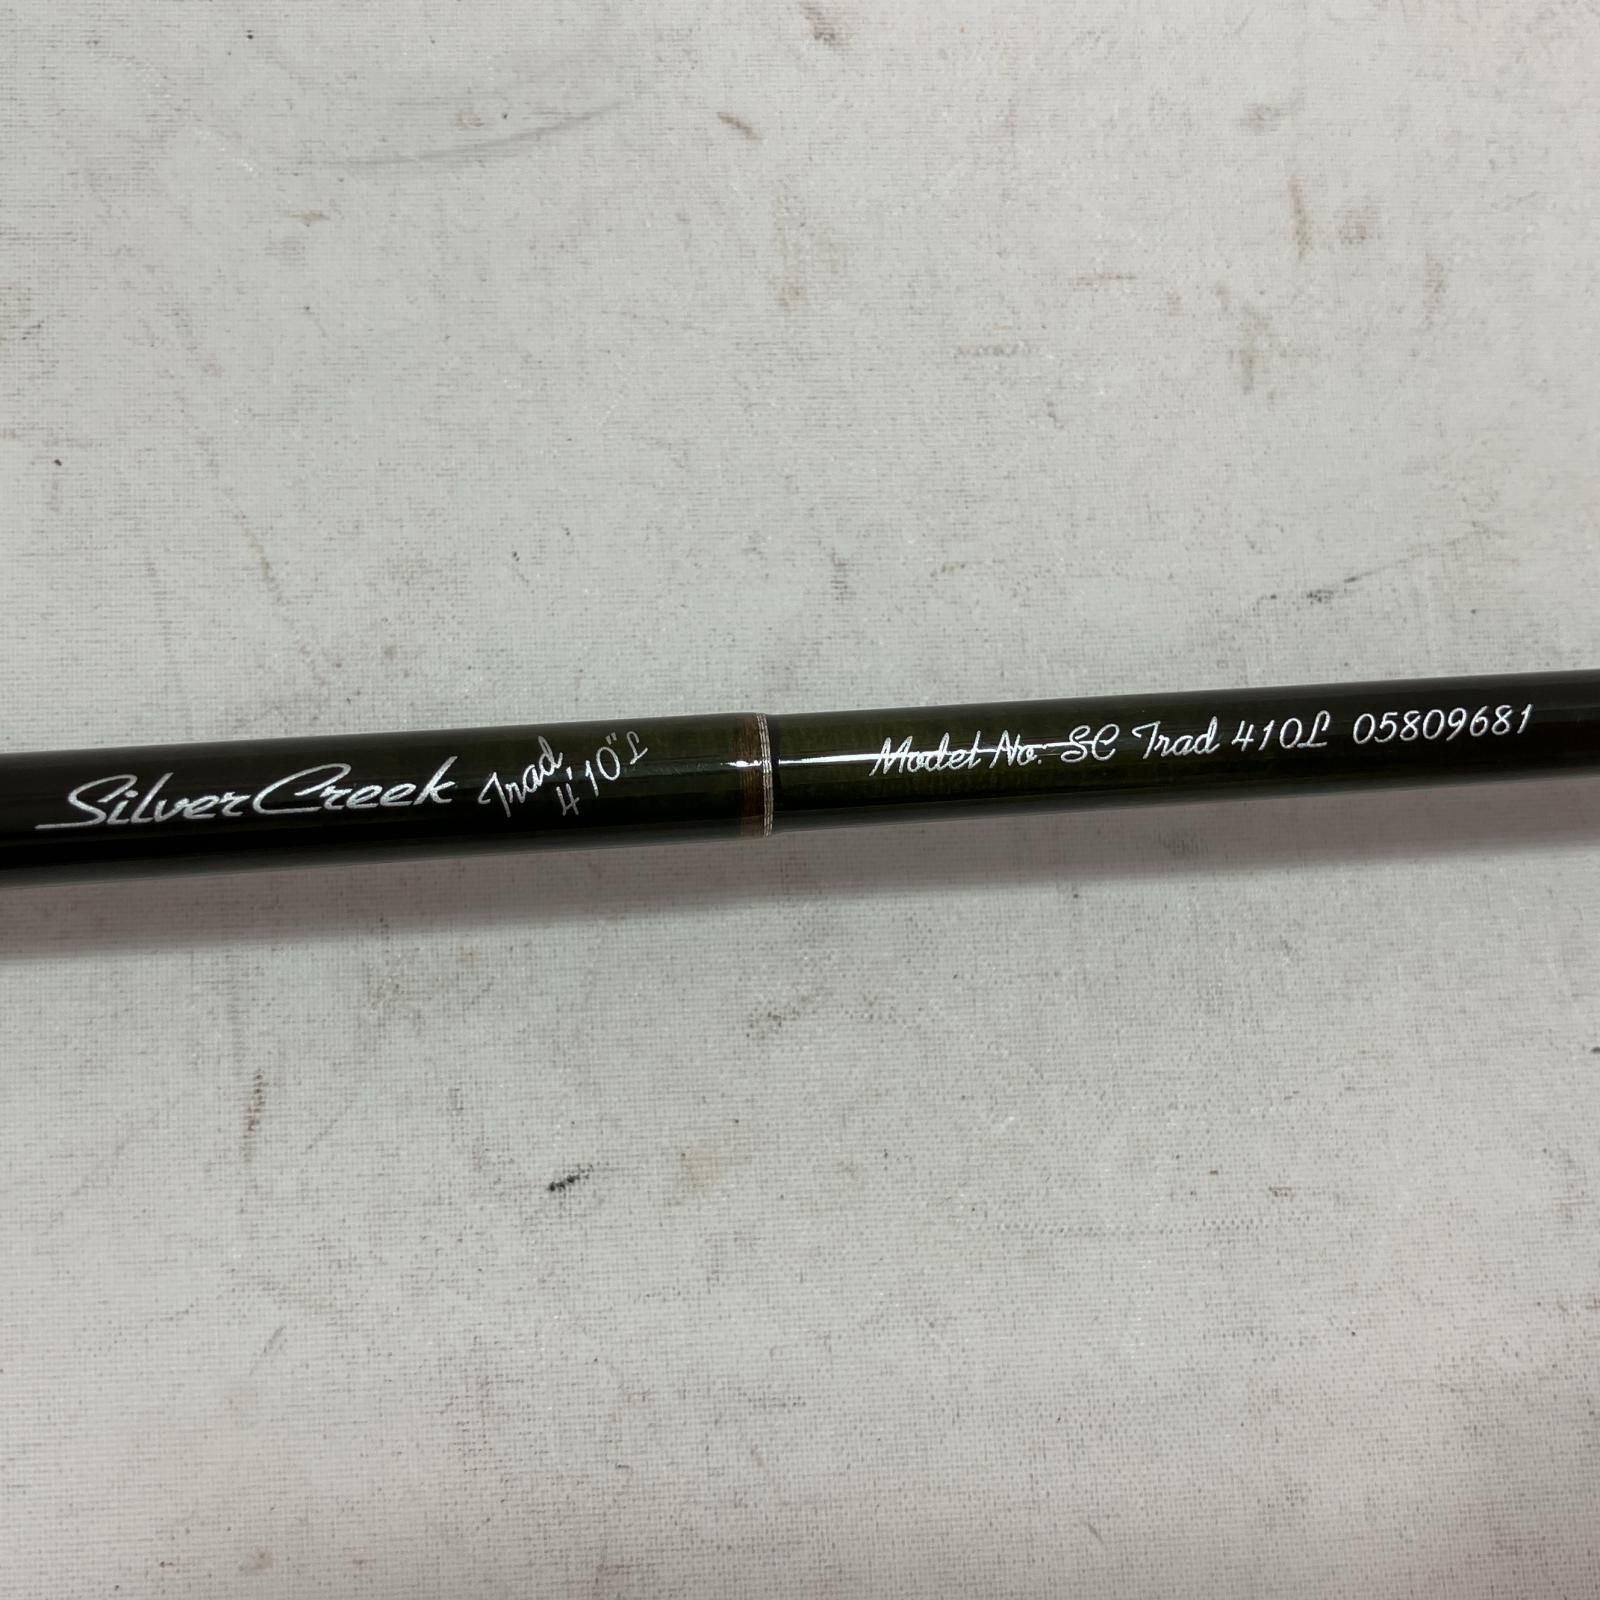 Silver Creek Trad 4'10"L
Model No. SC Trad 410L 05809681